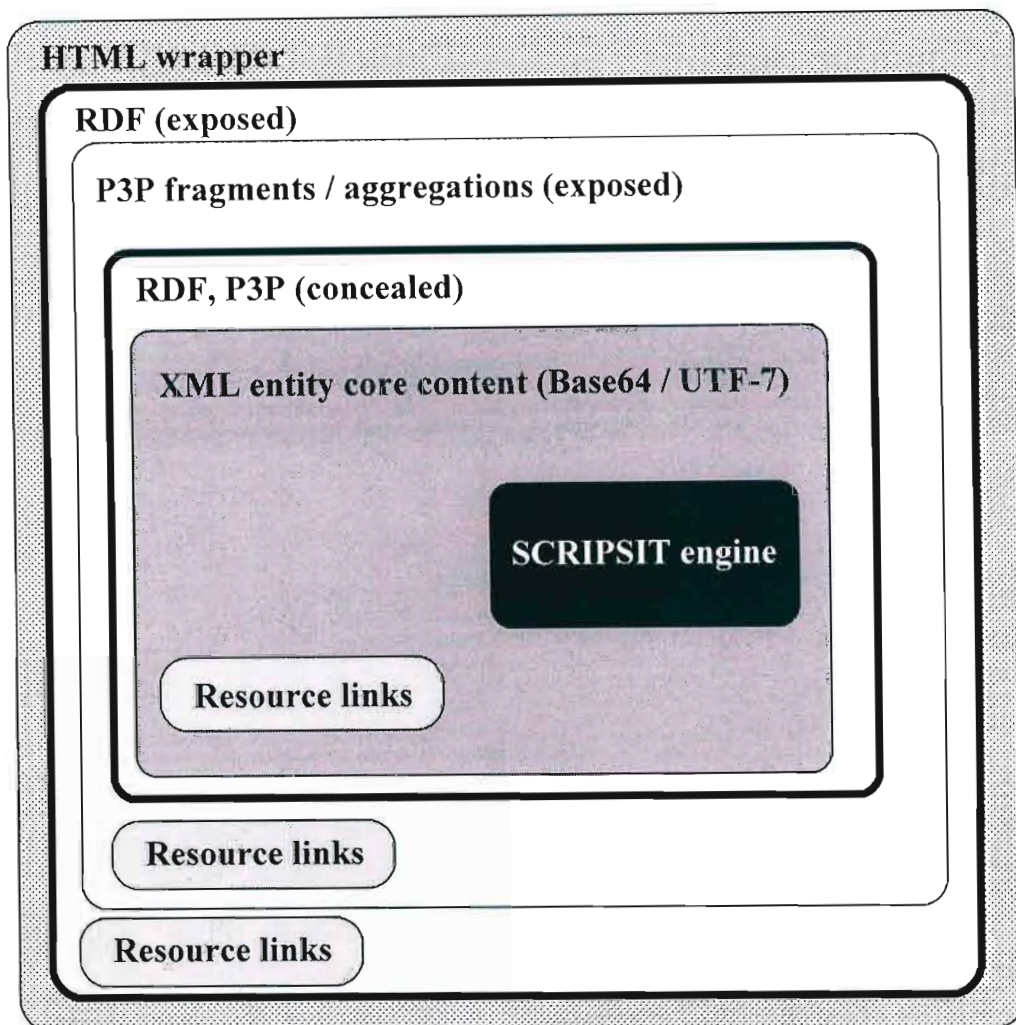 HTML wrapper
RDF (exposed)
P3P fragments / aggregations (exposed)
RDF, P3P (concealed)
XML entity core content (Base64 / UTF-7)
SCRIPSIT engine
Resource links
Resource links
Resource links